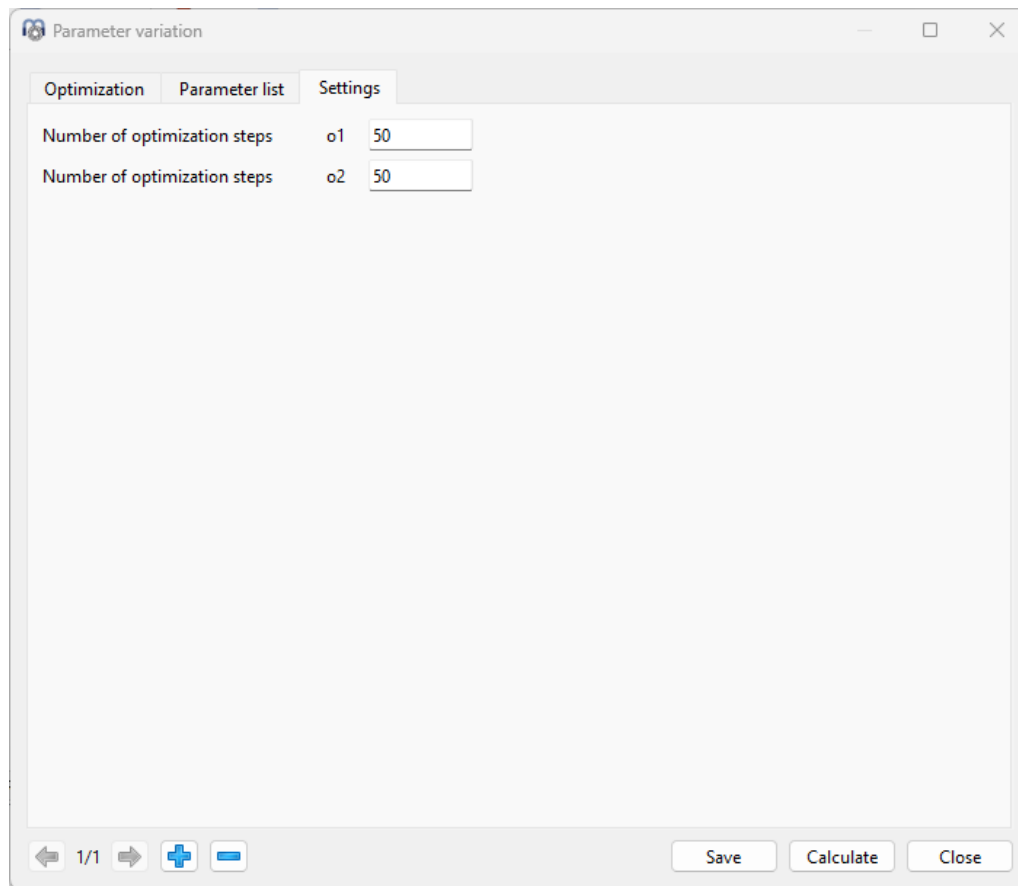 Parameter variation
Optimization Parameter list Settings
Number of optimization steps o1 50
Number of optimization steps o2 50
1/1 Save Calculate Close